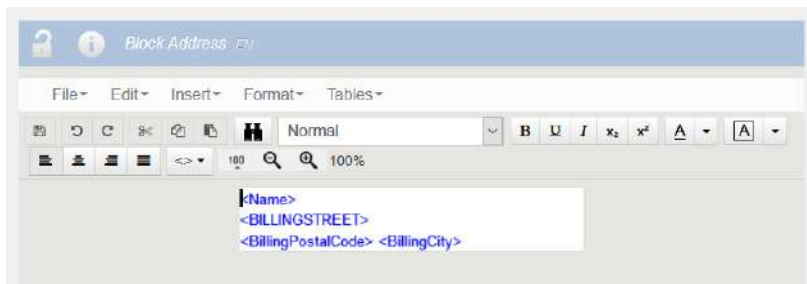 Block Address EN
File Edit Insert Format Tables
Normal B U I x₂ x² A A
100 100%
<Name>
<BILLINGSTREET>
<BillingPostalCode> <BillingCity>